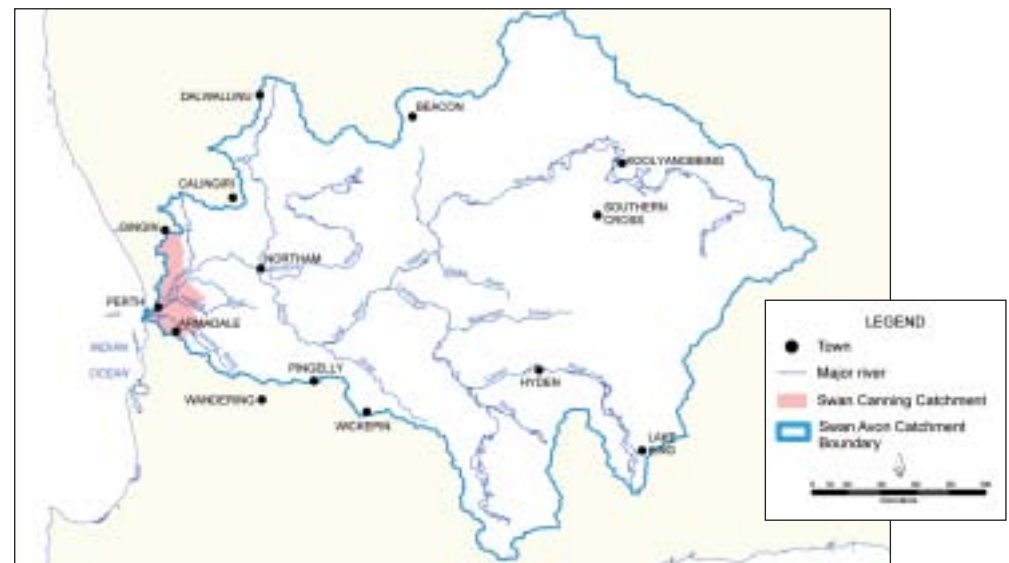 DALWALLINU
BEACON
KOOLYANOBBING
CALINGIRI
SOUTHERN
CROSS
GINGIN
NORTHAM
PERTH
ARMADALE
INDIAN
OCEAN
PINGELLY
HYDEN
WANDERING
WICKEPIN
LAKE
KING
LEGEND
Town
Major river
Swan Canning Catchment
Swan Avon Catchment
Boundary